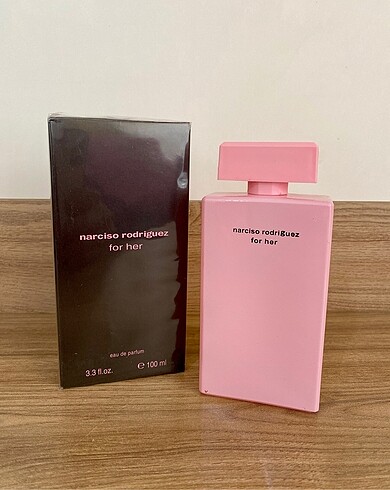 narciso rodriguez
for her
eau de parfum
3.3 fl.oz. ℮ 100 ml
narciso rodriguez
for her